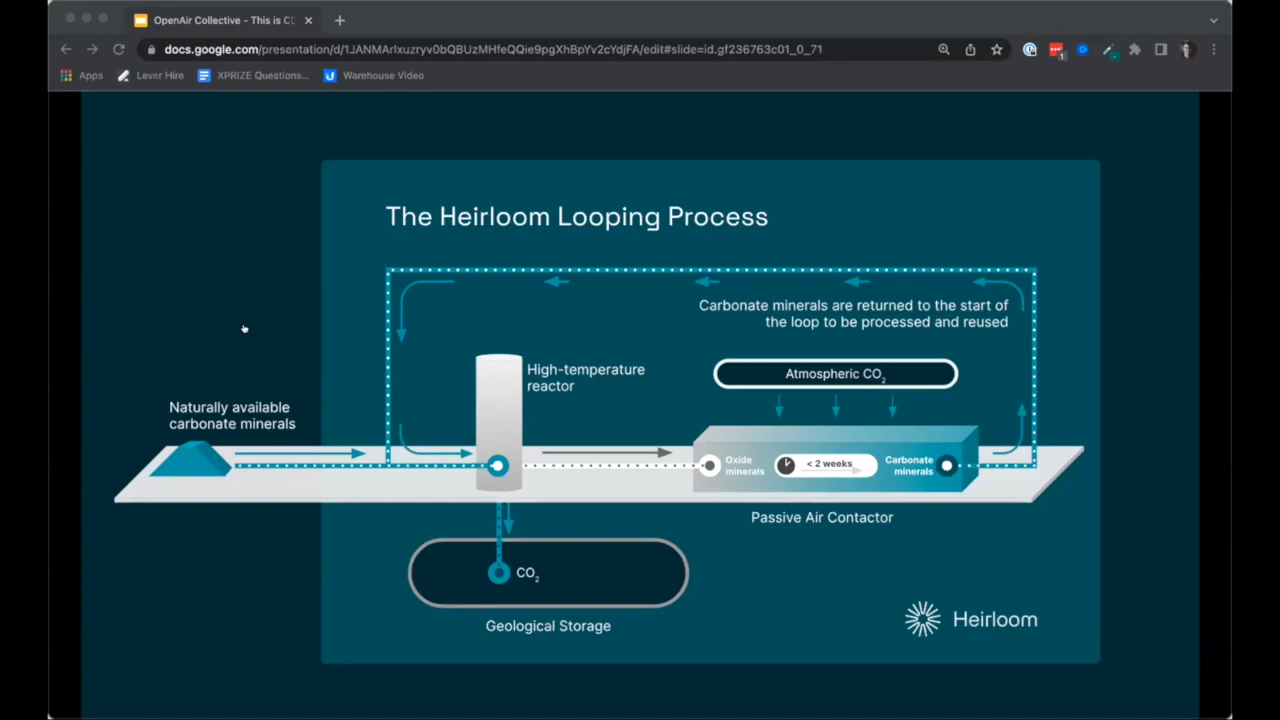 OpenAir Collective - This is CD
docs.google.com/presentation/d/1JANMArlxuzryv0bQBUzMHfeQQie9pgXhBpYv2cYdjFA/edit#slide=id.gf236763c01_0_71
1
Apps
Lever Hire
XPRIZE Questions...
Warehouse Video
The Heirloom Looping Process
Carbonate minerals are returned to the start of
the loop to be processed and reused
High-temperature
reactor
Atmospheric CO₂
Naturally available
carbonate minerals
Oxide
minerals
< 2 weeks
Carbonate
minerals
Passive Air Contactor
CO₂
Geological Storage
Heirloom